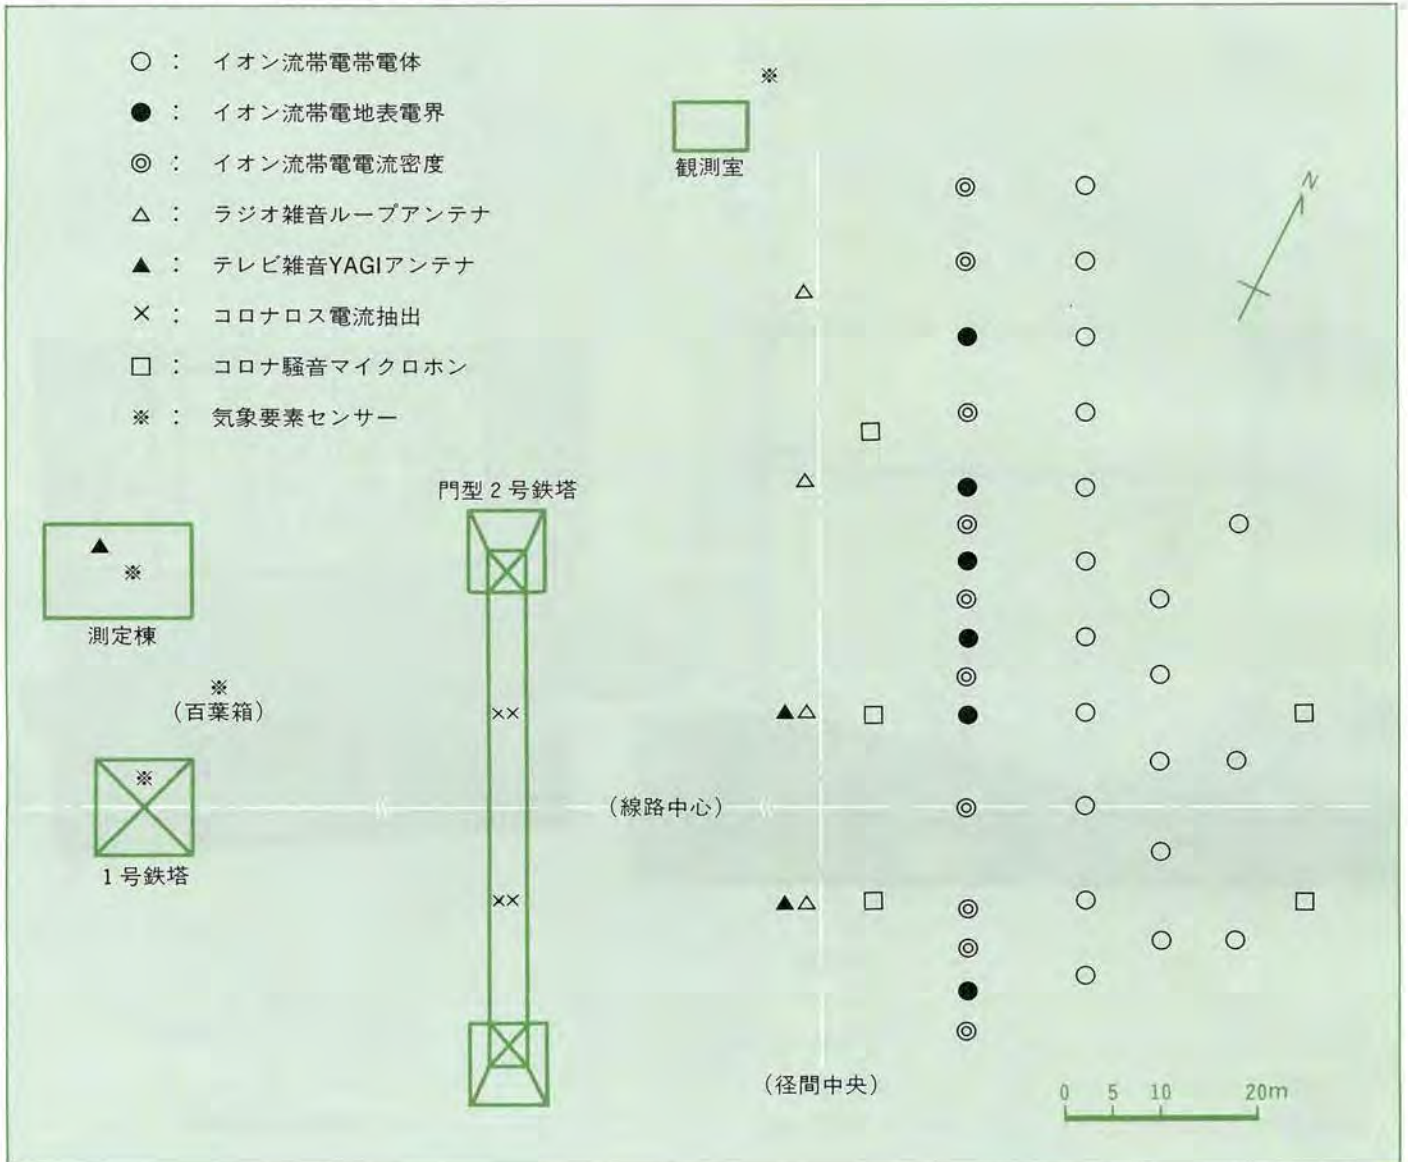 ○ : イオン流帯電帯電体
● : イオン流帯電地表電界
◎ : イオン流帯電電流密度
△ : ラジオ雑音ループアンテナ
▲ : テレビ雑音YAGIアンテナ
× : コロナロス電流抽出
□ : コロナ騒音マイクロホン
※ : 気象要素センサー
※
観測室
N
門型2号鉄塔
※
測定棟
※
(百葉箱)
××
※
(線路中心)
1号鉄塔
××
(径間中央)
0 5 10 20m